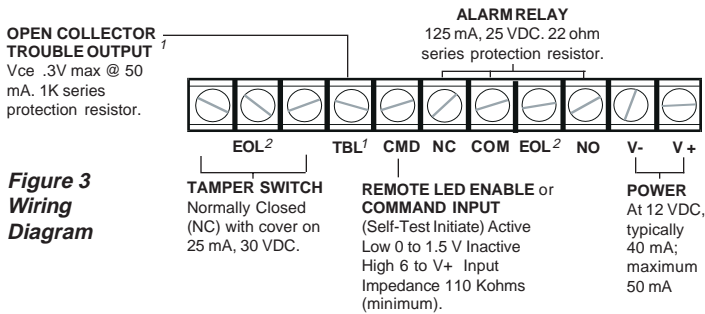 OPEN COLLECTOR
TROUBLE OUTPUT 1
Vce .3V max @ 50
mA. 1K series
protection resistor.
ALARM RELAY
125 mA, 25 VDC. 22 ohm
series protection resistor.
EOL2 TBL1 CMD NC COM EOL2 NO V- V +
Figure 3
Wiring
Diagram
TAMPER SWITCH
Normally Closed
(NC) with cover on
25 mA, 30 VDC.
REMOTE LED ENABLE or
COMMAND INPUT
(Self-Test Initiate) Active
Low 0 to 1.5 V Inactive
High 6 to V+ Input
Impedance 110 Kohms
(minimum).
POWER
At 12 VDC,
typically
40 mA;
maximum
50 mA